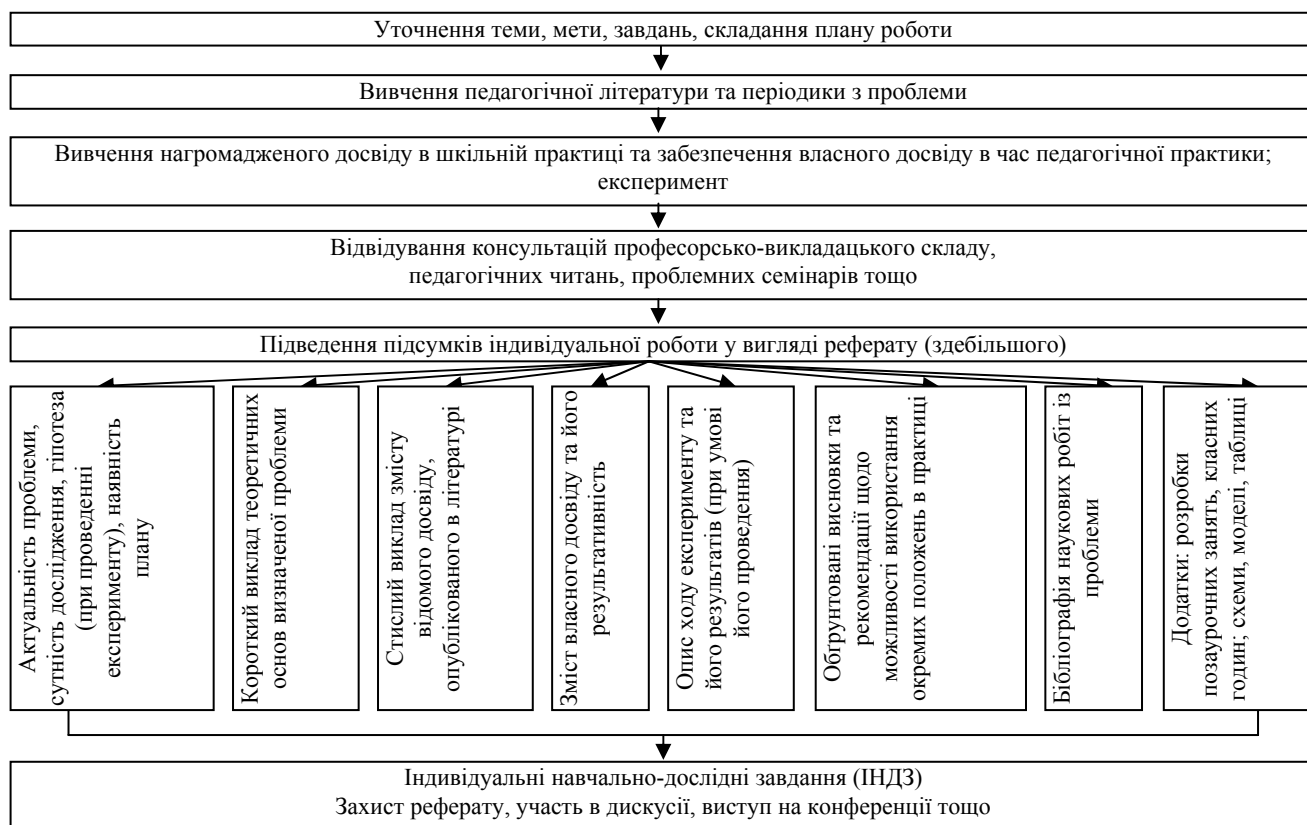 Уточнення теми, мети, завдань, складання плану роботи
Вивчення педагогічної літератури та періодики з проблеми
Вивчення нагромадженого досвіду в шкільній практиці та забезпечення власного досвіду в час педагогічної практики;
експеримент
Відвідування консультацій професорсько-викладацького складу,
педагогічних читань, проблемних семінарів тощо
Підведення підсумків індивідуальної роботи у вигляді реферату (здебільшого)
Актуальність проблеми,
сутність дослідження, гіпотеза
(при проведенні
експерименту), наявність
плану
Короткий виклад теоретичних
основ визначеної проблеми
Стислий виклад змісту
відомого досвіду,
опублікованого в літературі
Зміст власного досвіду та його
результативність
Опис ходу експерименту та
його результатів (при умові
його проведення)
Обґрунтовані висновки та
рекомендації щодо
можливості використання
окремих положень в практиці
Бібліографія наукових робіт із
проблеми
Додатки: розробки
позаурочних занять, класних
годин; схеми, моделі, таблиці
Індивідуальні навчально-дослідні завдання (ІНДЗ)
Захист реферату, участь в дискусії, виступ на конференції тощо